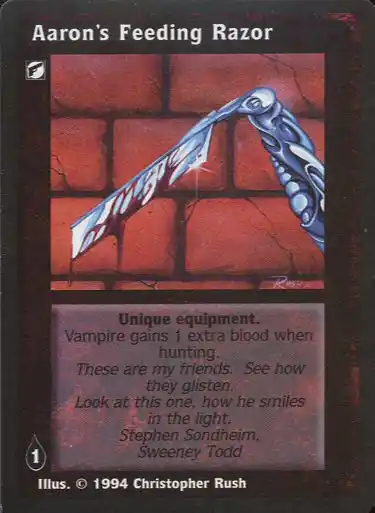 Aaron's Feeding Razor
RUSH
Unique equipment.
Vampire gains 1 extra blood when
hunting.
These are my friends. See how
they glisten.
Look at this one, how he smiles
in the light.
Stephen Sondheim,
Sweeney Todd
1
Illus. © 1994 Christopher Rush